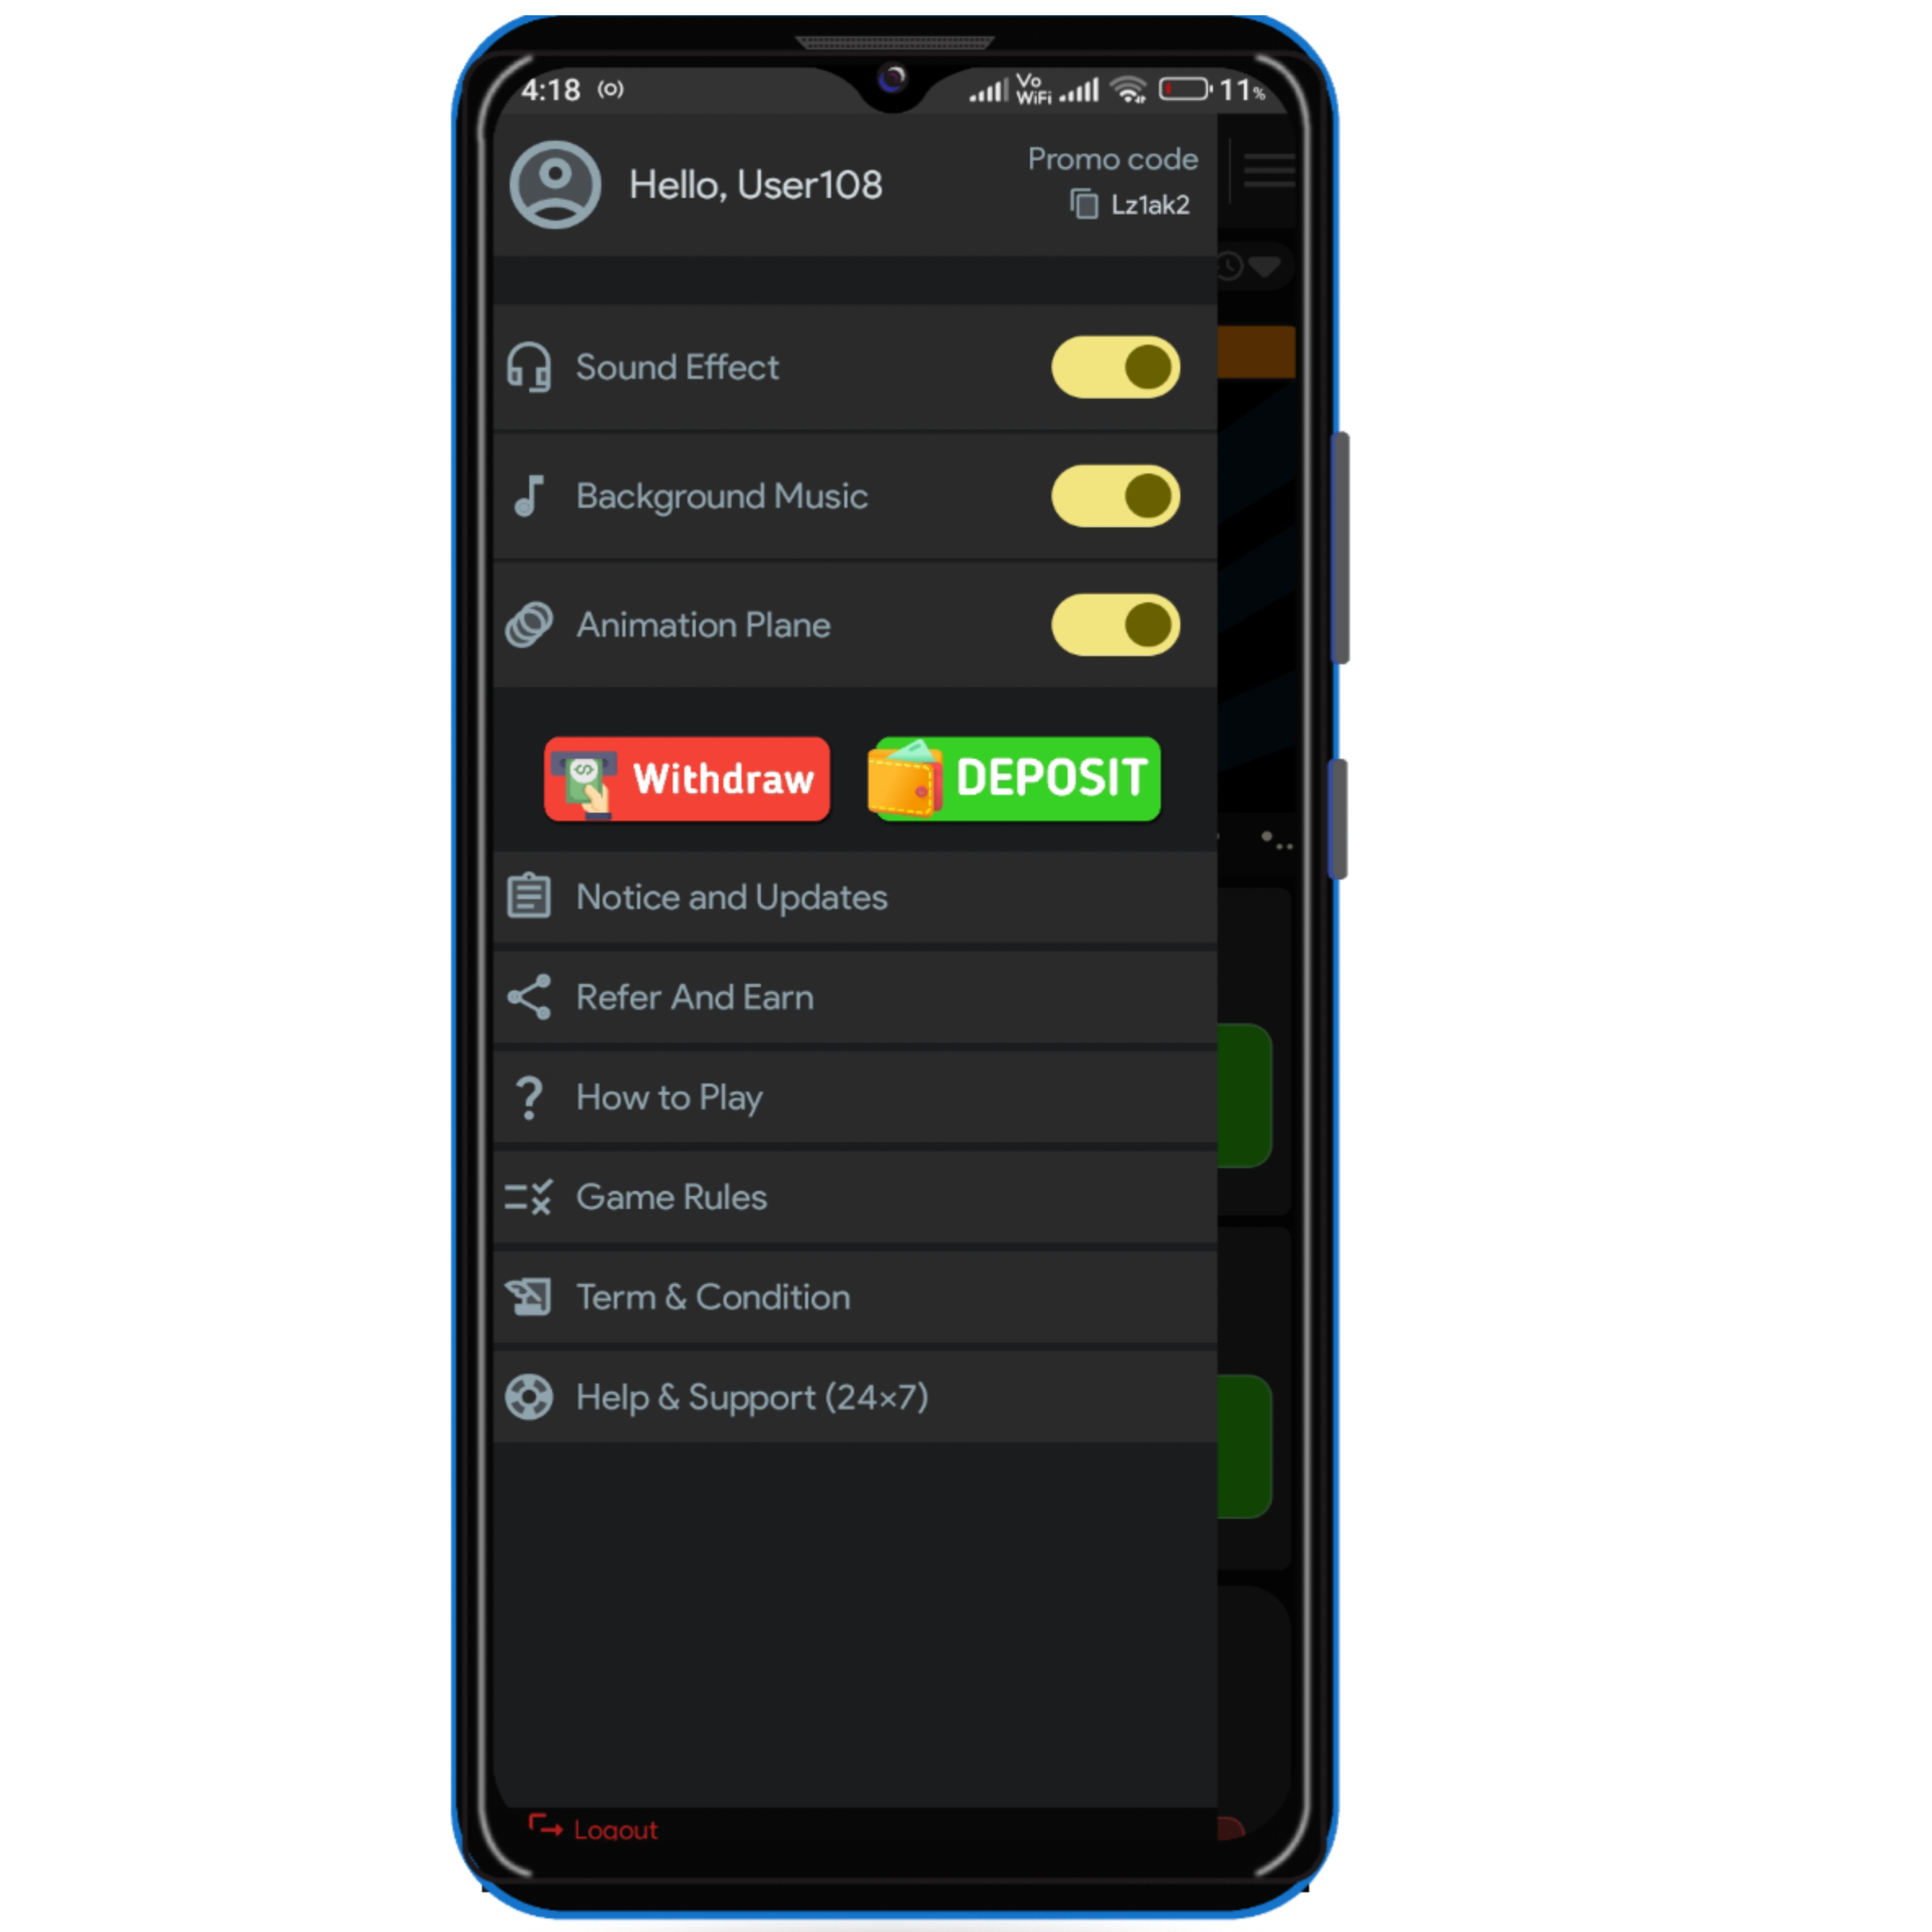 4:18
Vo
WiFi
11%
Hello, User108
Promo code
Lz1ak2
Sound Effect
Background Music
Animation Plane
Withdraw
DEPOSIT
Notice and Updates
Refer And Earn
How to Play
Game Rules
Term & Condition
Help & Support (24×7)
Logout